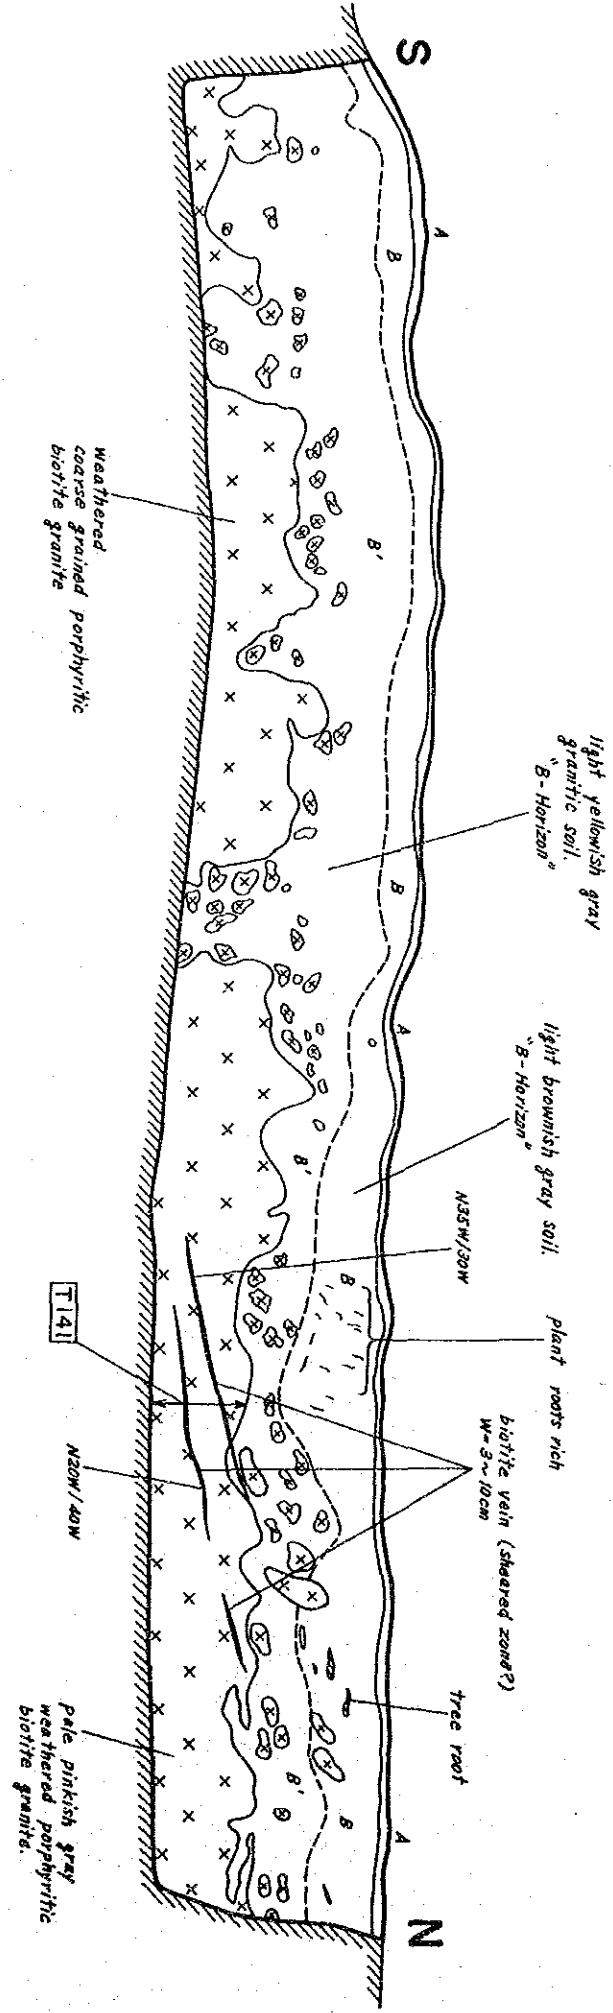 S
N
A
B
B'
B
A
B'
B
B'
B
A
light yellowish gray
granitic soil.
"B-Horizon"
light brownish gray soil.
"B-Horizon"
plant roots rich
N35W/30W
biotite vein (sheared zone?)
W=3~10cm
tree root
weathered
coarse grained porphyritic
biotite granite
T141
N20W/40W
pale pinkish gray
weathered porphyritic
biotite granite.